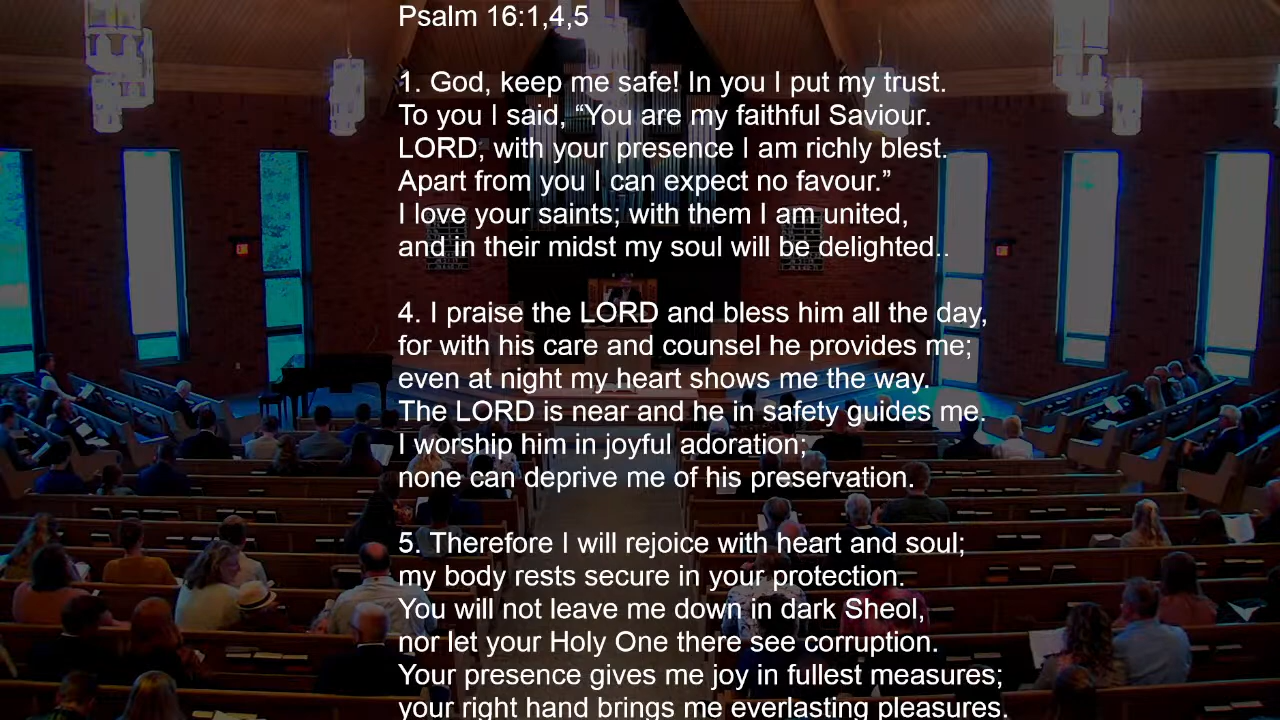 Psalm 16:1,4,5
1. God, keep me safe! In you I put my trust.
To you I said, “You are my faithful Saviour.
LORD, with your presence I am richly blest.
Apart from you I can expect no favour.”
I love your saints; with them I am united,
and in their midst my soul will be delighted..
4. I praise the LORD and bless him all the day,
for with his care and counsel he provides me;
even at night my heart shows me the way.
The LORD is near and he in safety guides me.
I worship him in joyful adoration;
none can deprive me of his preservation.
5. Therefore I will rejoice with heart and soul;
my body rests secure in your protection.
You will not leave me down in dark Sheol,
nor let your Holy One there see corruption.
Your presence gives me joy in fullest measures;
your right hand brings me everlasting pleasures.